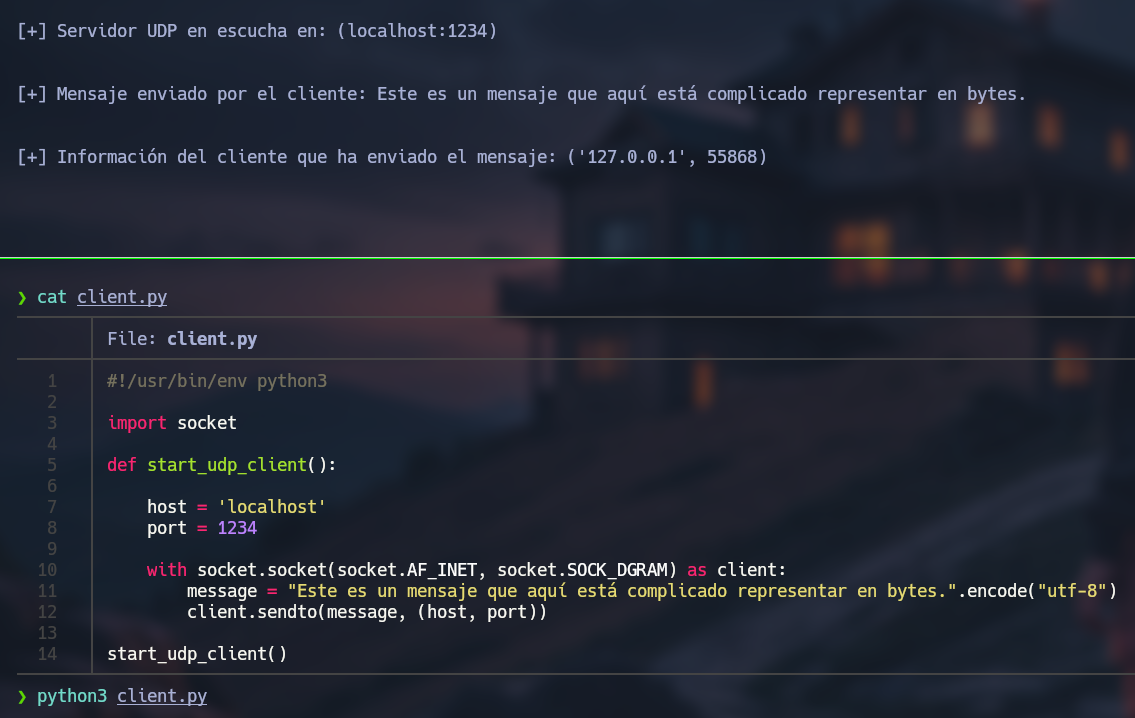 [+] Servidor UDP en escucha en: (localhost:1234)
[+] Mensaje enviado por el cliente: Este es un mensaje que aquí está complicado representar en bytes.
[+] Información del cliente que ha enviado el mensaje: ('127.0.0.1', 55868)
❯ cat client.py
File: client.py
1 #!/usr/bin/env python3
2
3 import socket
4
5 def start_udp_client():
6
7 host = 'localhost'
8 port = 1234
9
10 with socket.socket(socket.AF_INET, socket.SOCK_DGRAM) as client:
11 message = "Este es un mensaje que aquí está complicado representar en bytes.".encode("utf-8")
12 client.sendto(message, (host, port))
13
14 start_udp_client()
❯ python3 client.py